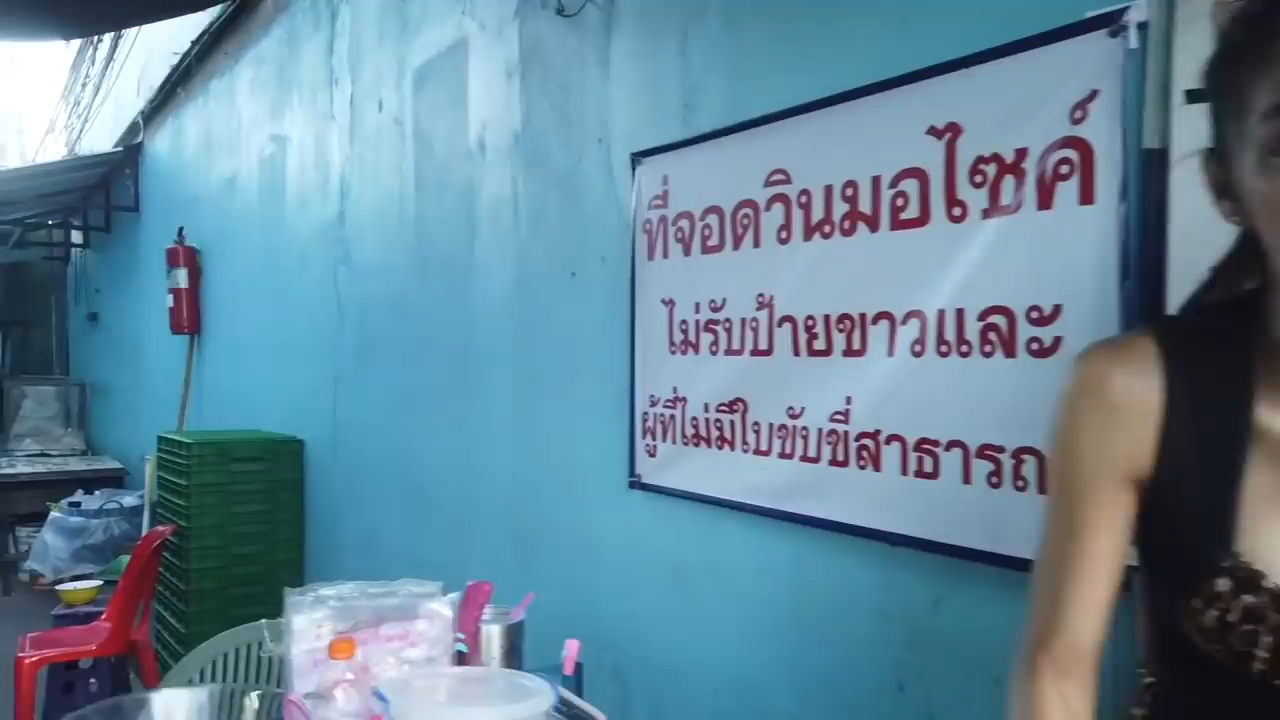 ที่จอดวินมอไซค์
ไม่รับป้ายขาวและ
ผู้ที่ไม่มีใบขับขี่สาธารถ